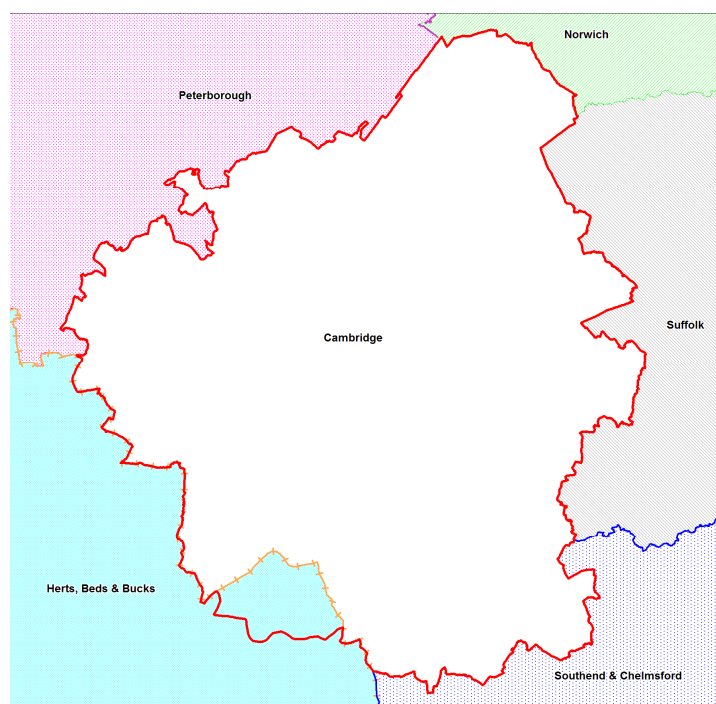 Norwich
Peterborough
Suffolk
Cambridge
Herts, Beds & Bucks
Southend & Chelmsford